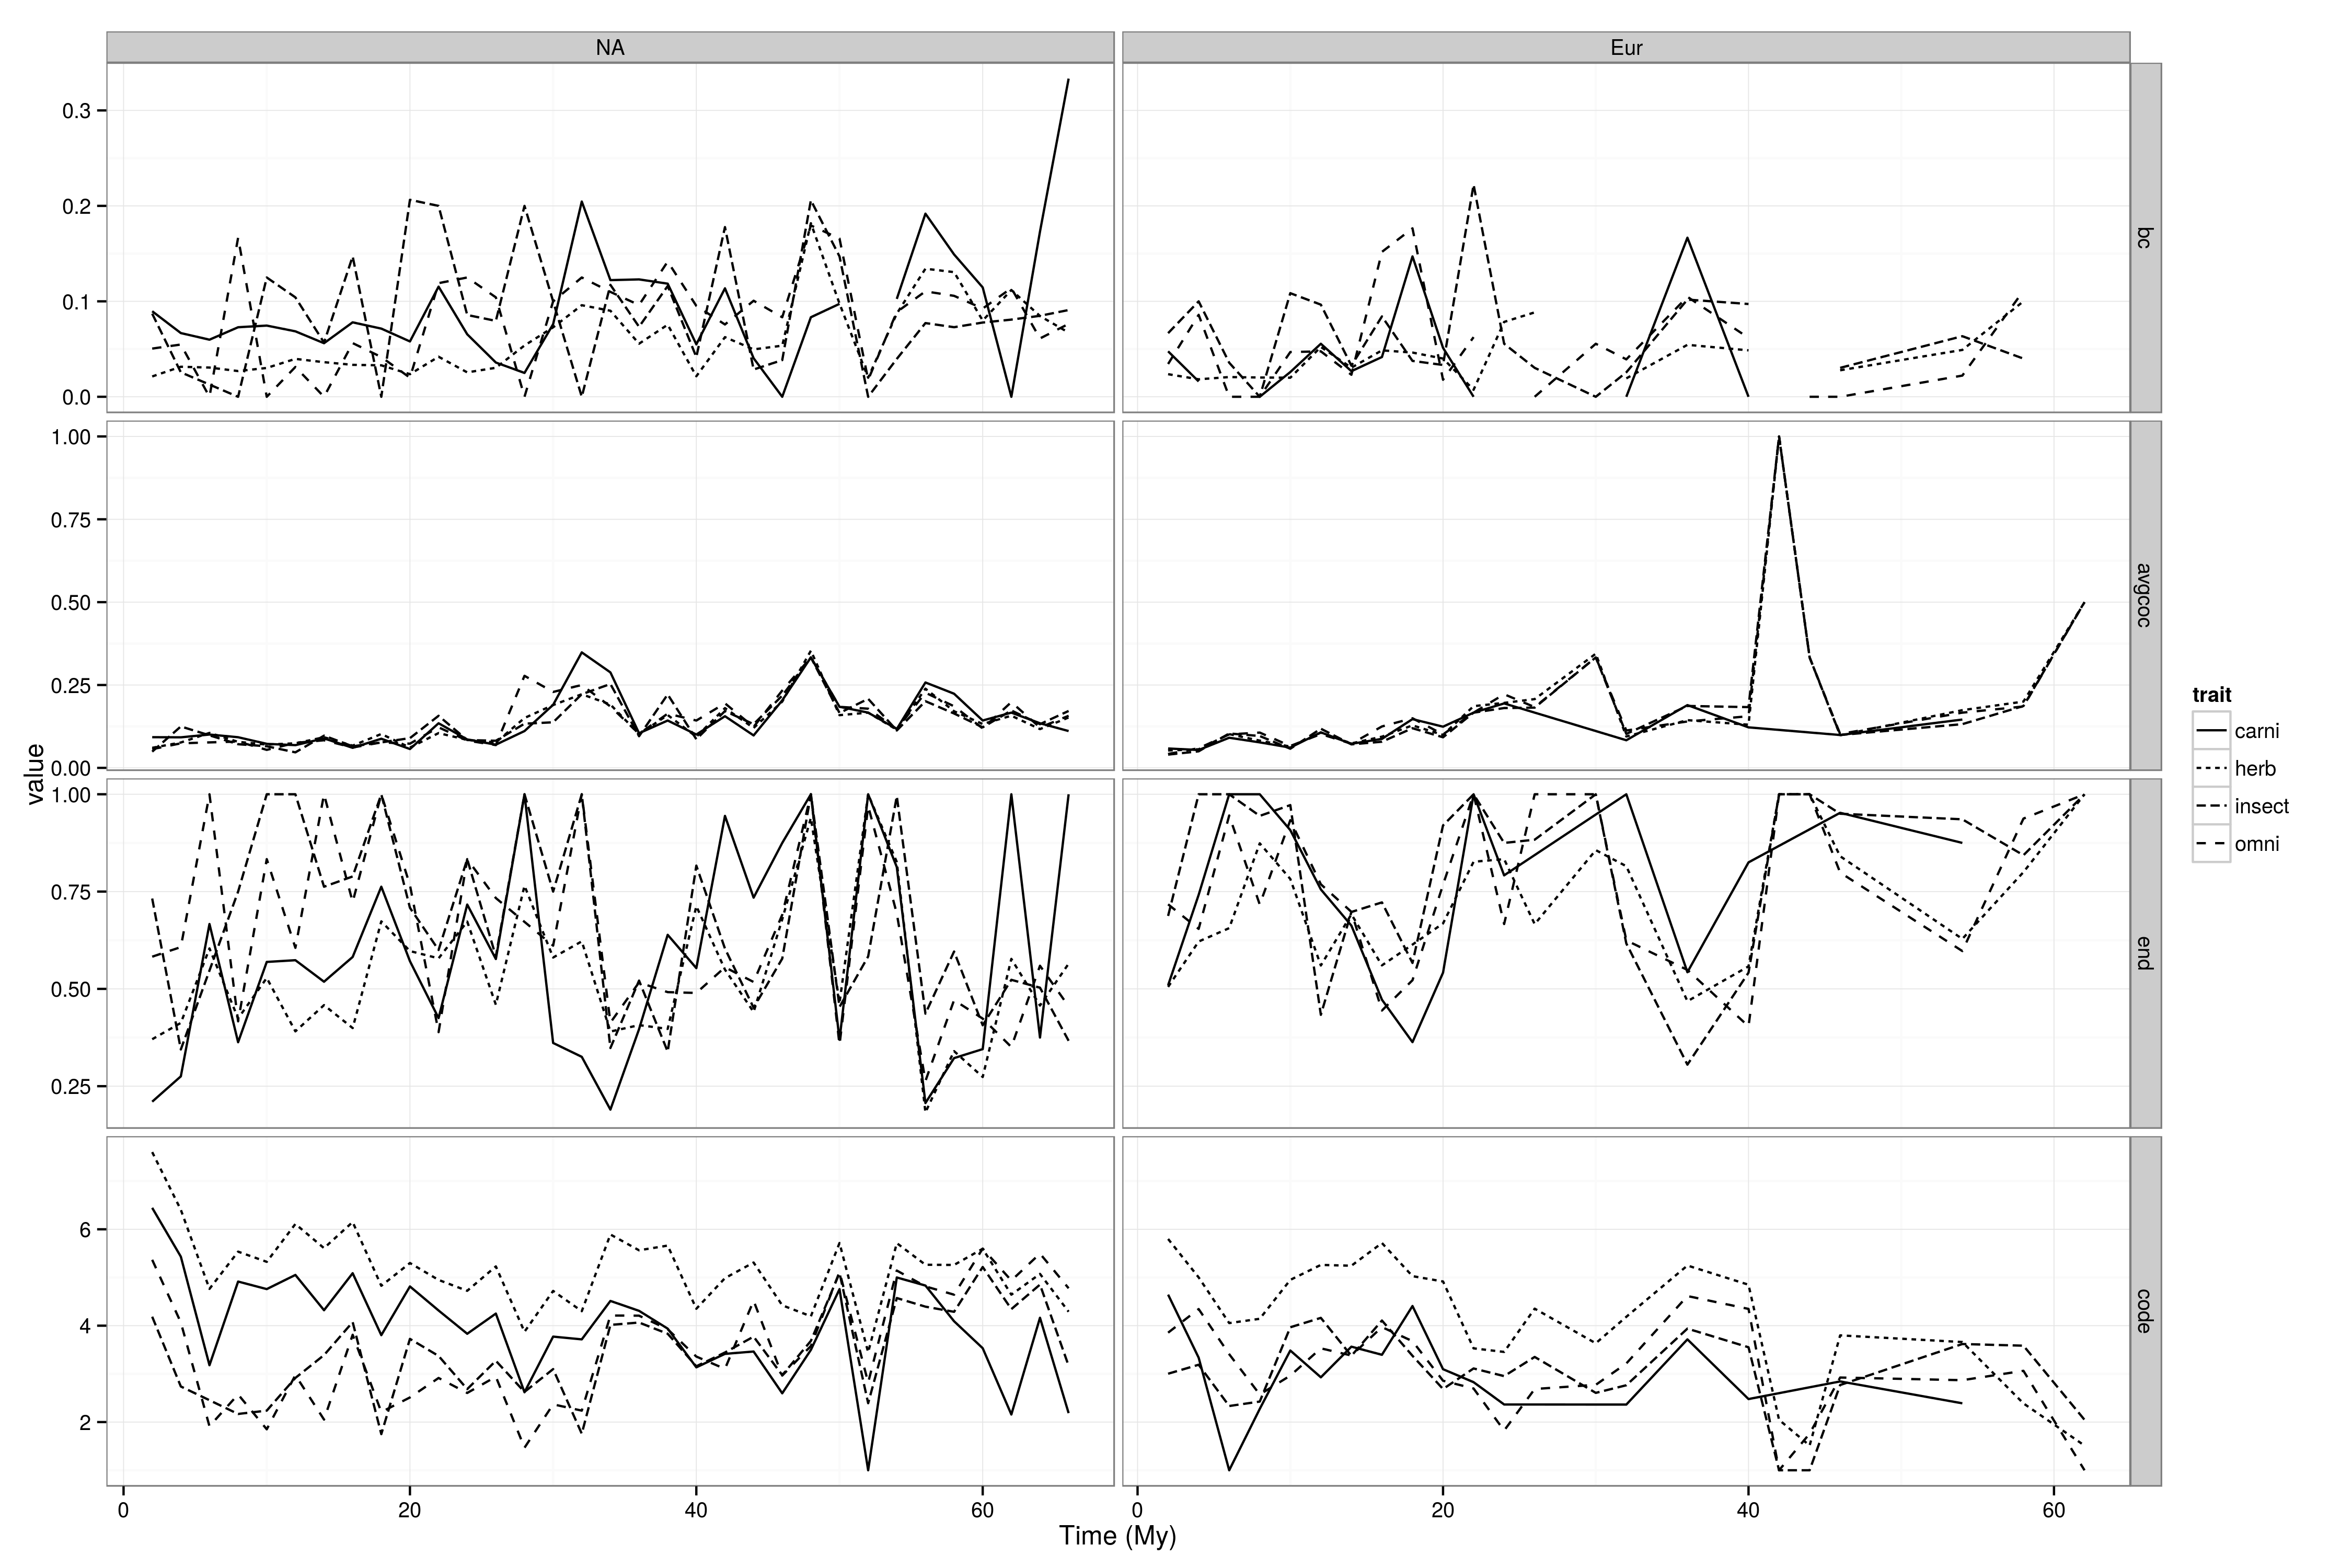 NA Eur
0.3
0.2
0.1
0.0
bc
1.00
0.75
0.50
0.25
0.00
avgcoc
1.00
0.75
0.50
0.25
end
6
4
2
code
0 20 40 60 0 20 40 60
Time (My)
value
trait
carni
herb
insect
omni